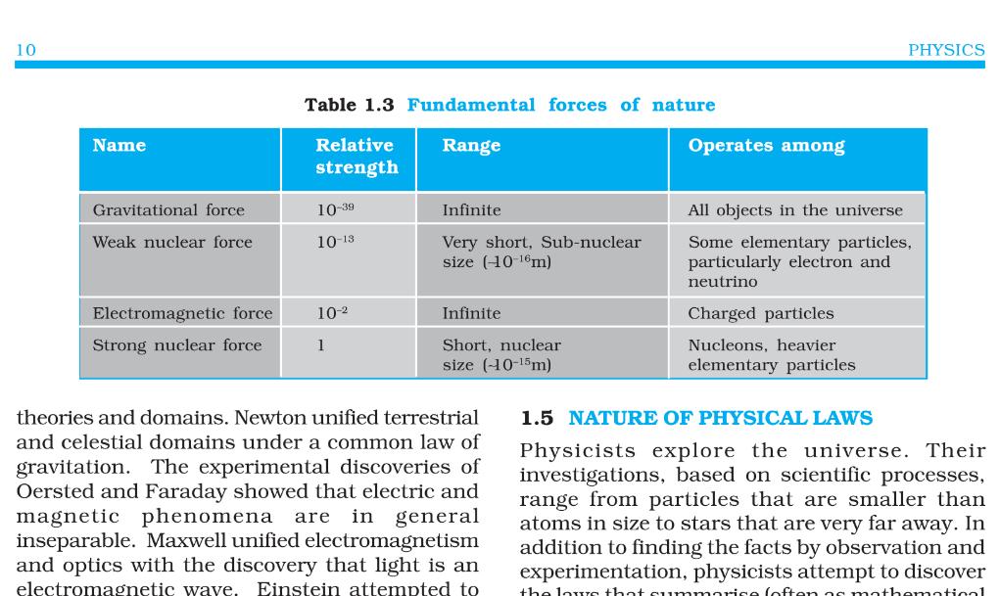 10 PHYSICS
Table 1.3 Fundamental forces of nature
Name Relative strength Range Operates among
Gravitational force 10⁻³⁹ Infinite All objects in the universe
Weak nuclear force 10⁻¹³ Very short, Sub-nuclear size (~10⁻¹⁶m) Some elementary particles, particularly electron and neutrino
Electromagnetic force 10⁻² Infinite Charged particles
Strong nuclear force 1 Short, nuclear size (~10⁻¹⁵m) Nucleons, heavier elementary particles
theories and domains. Newton unified terrestrial
and celestial domains under a common law of
gravitation. The experimental discoveries of
Oersted and Faraday showed that electric and
magnetic phenomena are in general
inseparable. Maxwell unified electromagnetism
and optics with the discovery that light is an
electromagnetic wave. Einstein attempted to
1.5 NATURE OF PHYSICAL LAWS
Physicists explore the universe. Their
investigations, based on scientific processes,
range from particles that are smaller than
atoms in size to stars that are very far away. In
addition to finding the facts by observation and
experimentation, physicists attempt to discover
the laws that summarise (often as mathematical